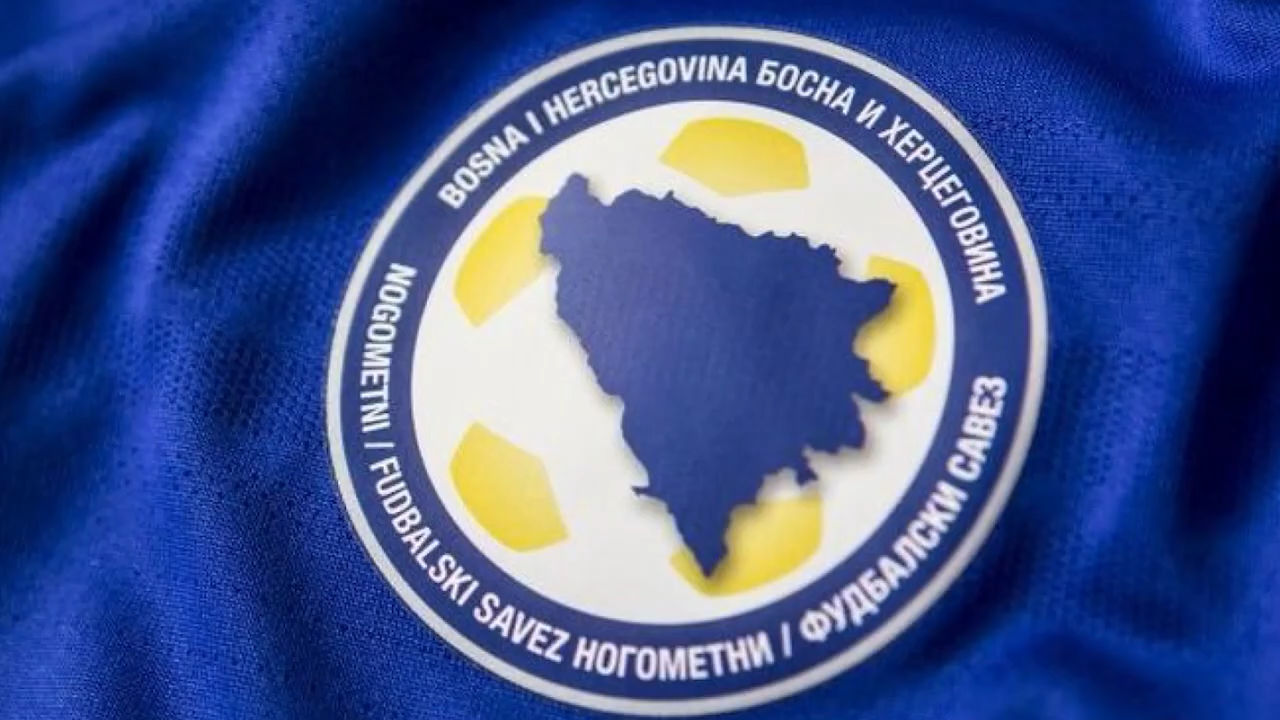 BOSNA I HERCEGOVINA БОСНА И ХЕРЦЕГОВИНА
NOGOMETNI / FUDBALSKI SAVEZ НОГОМЕТНИ / ФУДБАЛСКИ САВЕЗ